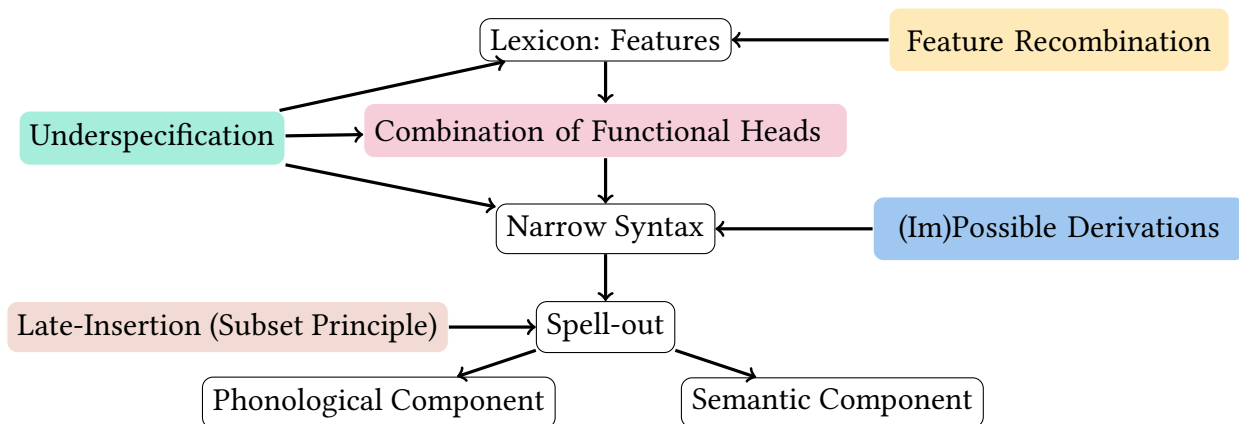 Lexicon: Features
Feature Recombination
Underspecification
Combination of Functional Heads
Narrow Syntax
(Im)Possible Derivations
Late-Insertion (Subset Principle)
Spell-out
Phonological Component
Semantic Component